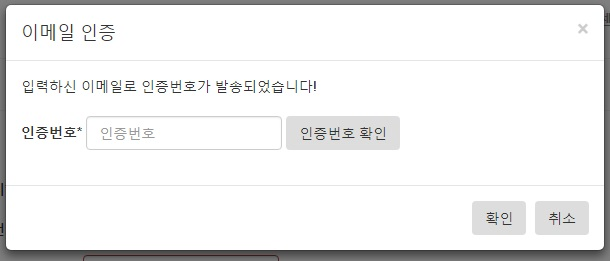 이메일 인증 ×
입력하신 이메일로 인증번호가 발송되었습니다!
인증번호* 인증번호 인증번호 확인
확인 취소